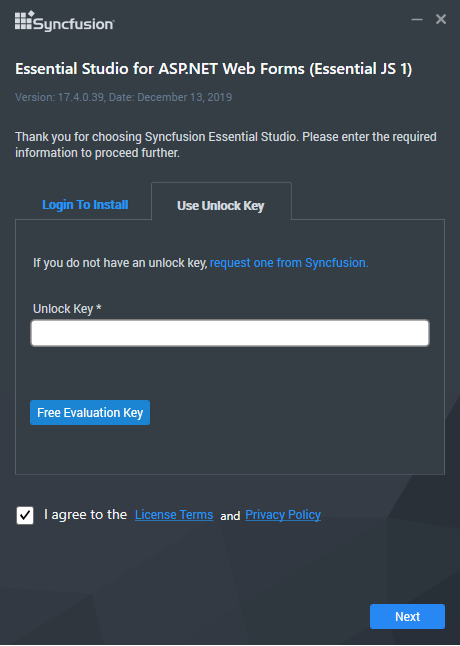 Syncfusion®
Essential Studio for ASP.NET Web Forms (Essential JS 1)
Version: 17.4.0.39, Date: December 13, 2019
Thank you for choosing Syncfusion Essential Studio. Please enter the required
information to proceed further.
Login To Install
Use Unlock Key
If you do not have an unlock key, request one from Syncfusion.
Unlock Key *
Free Evaluation Key
I agree to the License Terms and Privacy Policy
Next